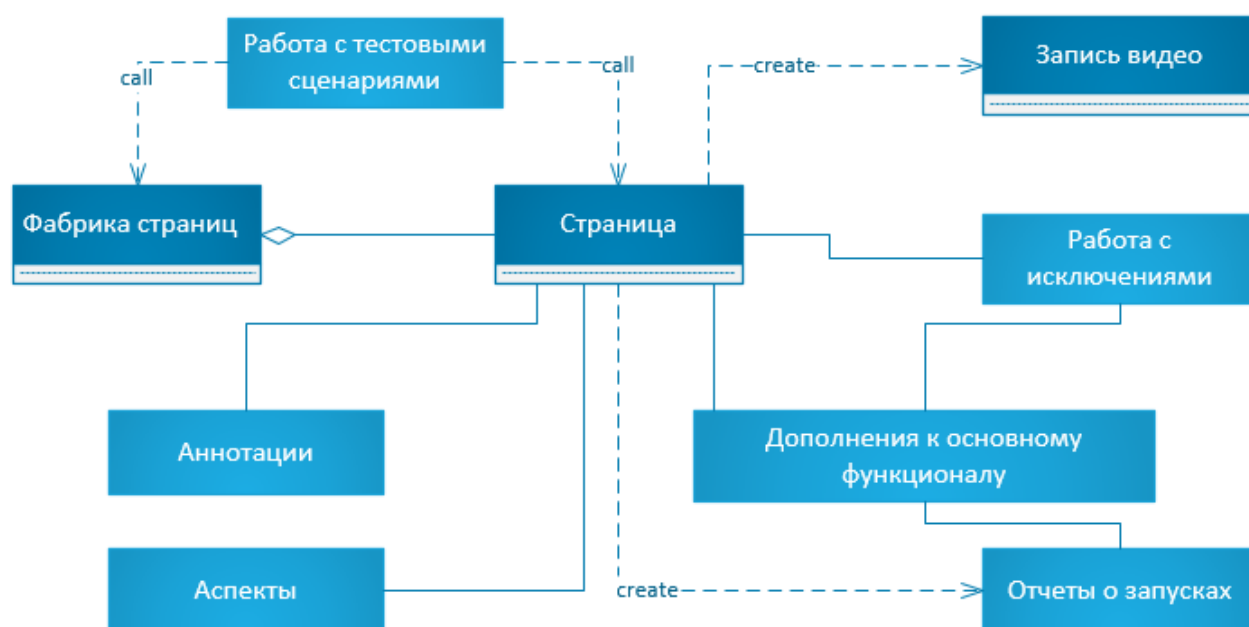 Работа с тестовыми
сценариями
call
call
create
Запись видео
Фабрика страниц
Страница
Работа с
исключениями
Аннотации
Дополнения к основному
функционалу
Аспекты
create
Отчеты о запусках